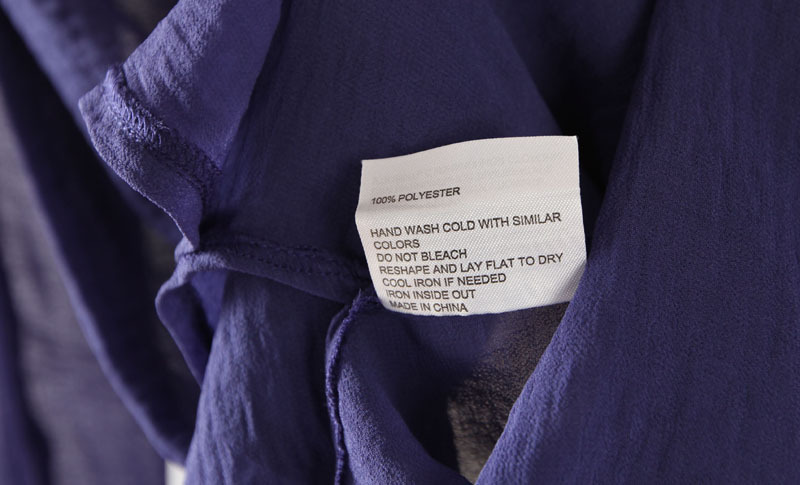 100% POLYESTER
HAND WASH COLD WITH SIMILAR
COLORS
DO NOT BLEACH
RESHAPE AND LAY FLAT TO DRY
COOL IRON IF NEEDED
IRON INSIDE OUT
MADE IN CHINA